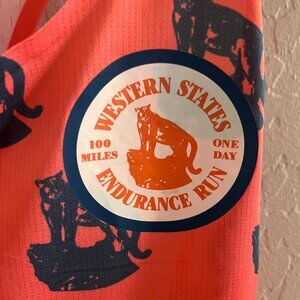 WESTERN STATES
100 MILES
ONE DAY
ENDURANCE RUN